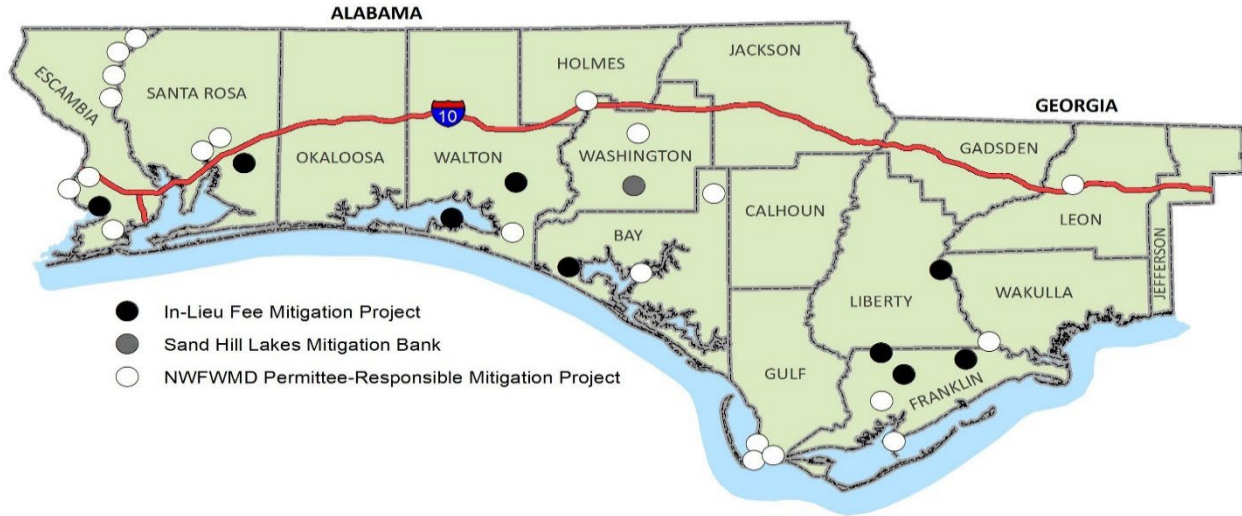 ALABAMA
ESCAMBIA
SANTA ROSA
OKALOOSA
WALTON
10
HOLMES
JACKSON
WASHINGTON
BAY
CALHOUN
GEORGIA
GADSDEN
LEON
JEFFERSON
LIBERTY
WAKULLA
GULF
FRANKLIN
In-Lieu Fee Mitigation Project
Sand Hill Lakes Mitigation Bank
NWFWMD Permittee-Responsible Mitigation Project